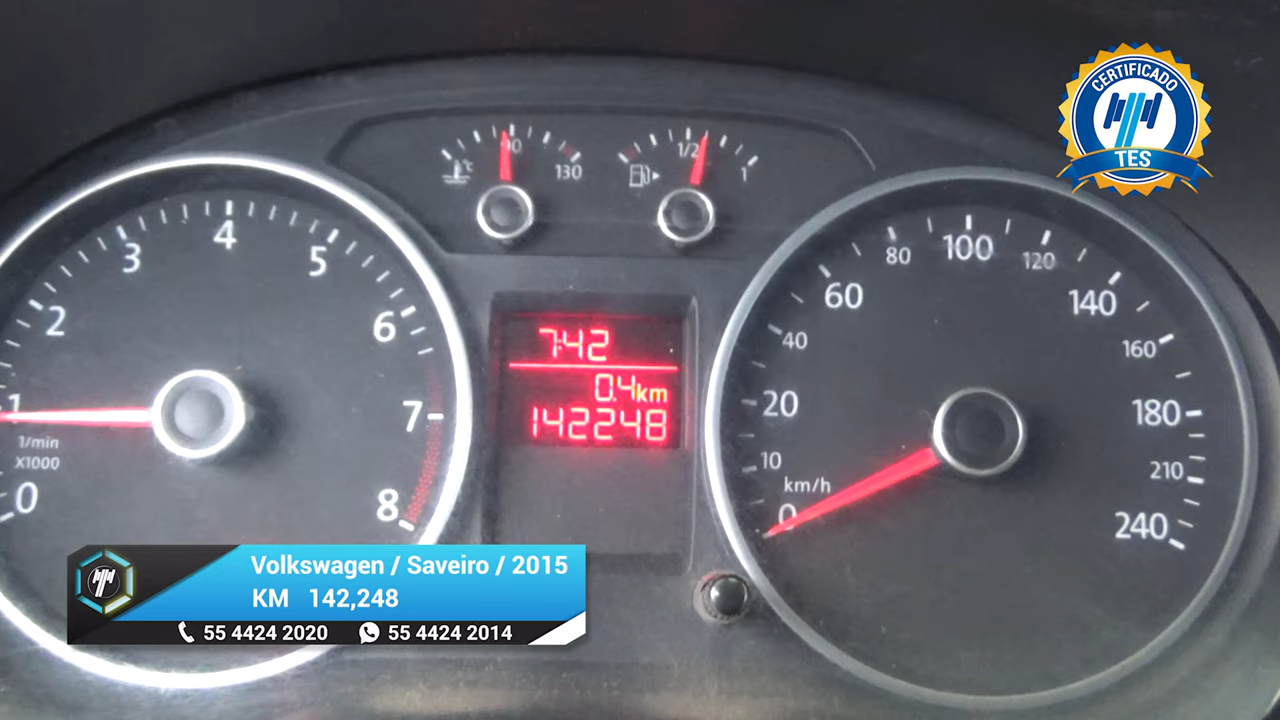 CERTIFICADO
TES
90
130
°C
1/2
1
1
2
3
4
5
6
7
8
0
1/min
X1000
7:42
0.4km
142248
0
10
20
40
60
80
100
120
140
160
180
210
240
km/h
Volkswagen / Saveiro / 2015
KM 142,248
55 4424 2020 55 4424 2014